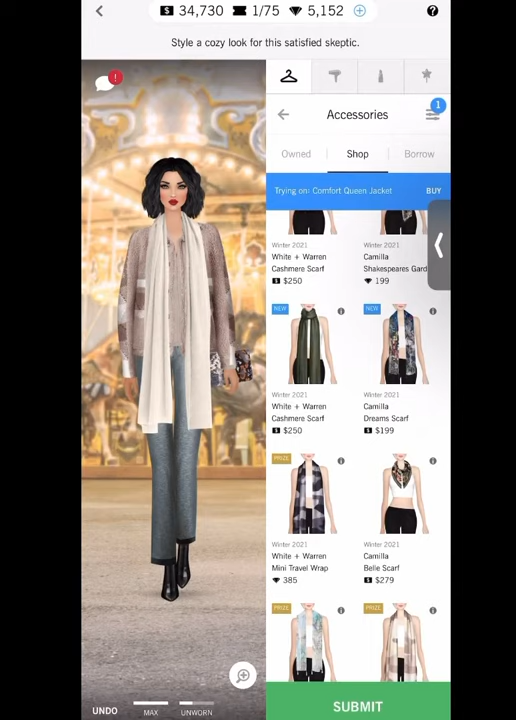 34,730 1/75 5,152
Style a cozy look for this satisfied skeptic.
!
1
Accessories
Owned Shop Borrow
Trying on: Comfort Queen Jacket BUY
Winter 2021 Winter 2021
White + Warren Camilla
Cashmere Scarf Shakespeares Gard
$250 199
NEW NEW
Winter 2021 Winter 2021
White + Warren Camilla
Cashmere Scarf Dreams Scarf
$250 $199
PRIZE
Winter 2021 Winter 2021
White + Warren Camilla
Mini Travel Wrap Belle Scarf
385 $279
PRIZE PRIZE
UNDO MAX UNWORN
SUBMIT